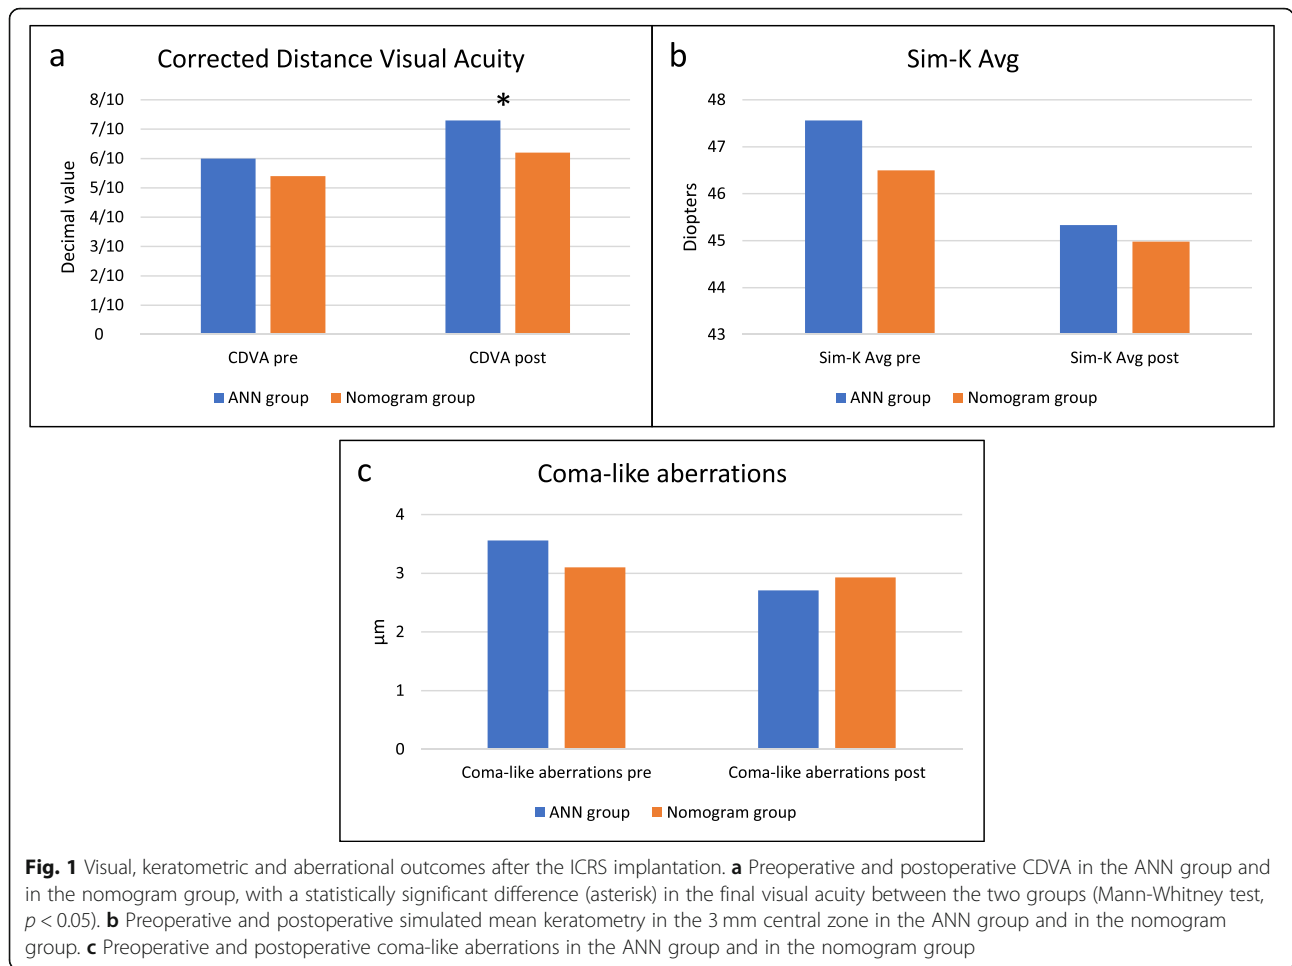 a
Corrected Distance Visual Acuity
8/10
*
7/10
6/10
5/10
4/10
3/10
2/10
1/10
0
Decimal value
CDVA pre
CDVA post
ANN group
Nomogram group
b
Sim-K Avg
48
47
46
45
44
43
Diopters
Sim-K Avg pre
Sim-K Avg post
ANN group
Nomogram group
c
Coma-like aberrations
4
3
2
1
0
µm
Coma-like aberrations pre
Coma-like aberrations post
ANN group
Nomogram group
Fig. 1 Visual, keratometric and aberrational outcomes after the ICRS implantation. a Preoperative and postoperative CDVA in the ANN group and
in the nomogram group, with a statistically significant difference (asterisk) in the final visual acuity between the two groups (Mann-Whitney test,
p < 0.05). b Preoperative and postoperative simulated mean keratometry in the 3 mm central zone in the ANN group and in the nomogram
group. c Preoperative and postoperative coma-like aberrations in the ANN group and in the nomogram group